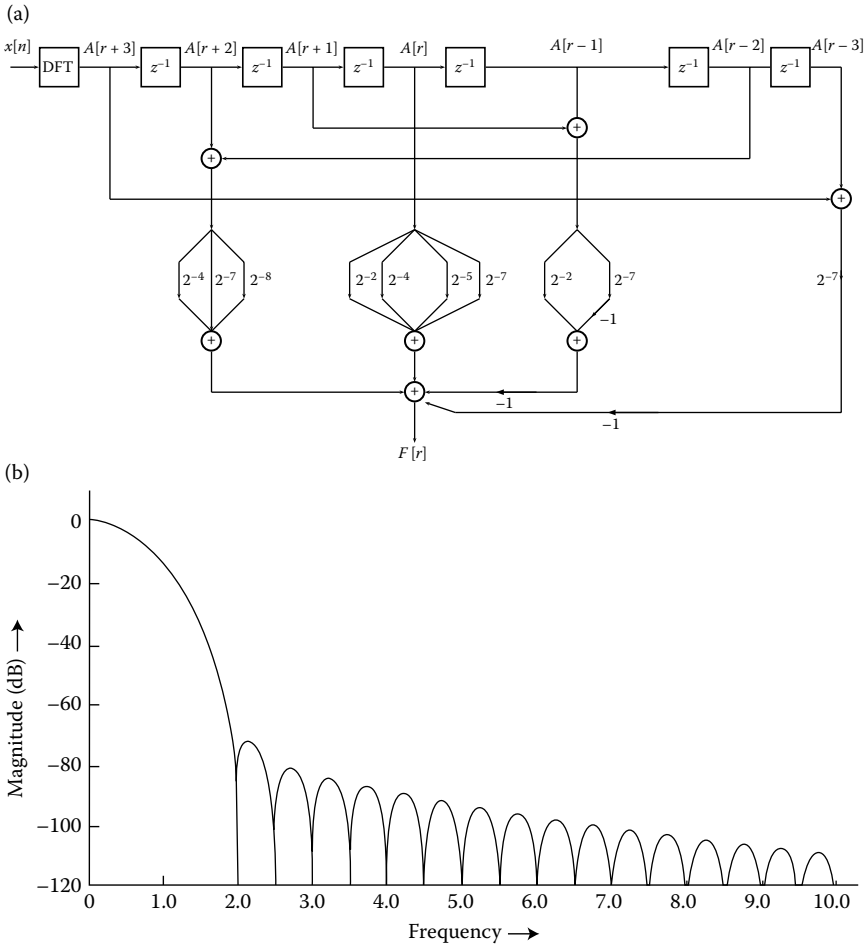 (a)
x[n] A[r + 3] A[r + 2] A[r + 1] A[r] A[r − 1] A[r − 2] A[r − 3]
DFT z⁻¹ z⁻¹ z⁻¹ z⁻¹ z⁻¹ z⁻¹
+
+
+
2⁻⁴ 2⁻⁷ 2⁻⁸ 2⁻² 2⁻⁴ 2⁻⁵ 2⁻⁷ 2⁻² 2⁻⁷ 2⁻⁷
−1
+ + +
+
−1
−1
F [r]
(b)
0
−20
−40
−60
−80
−100
−120
Magnitude (dB)
0 1.0 2.0 3.0 4.0 5.0 6.0 7.0 8.0 9.0 10.0
Frequency